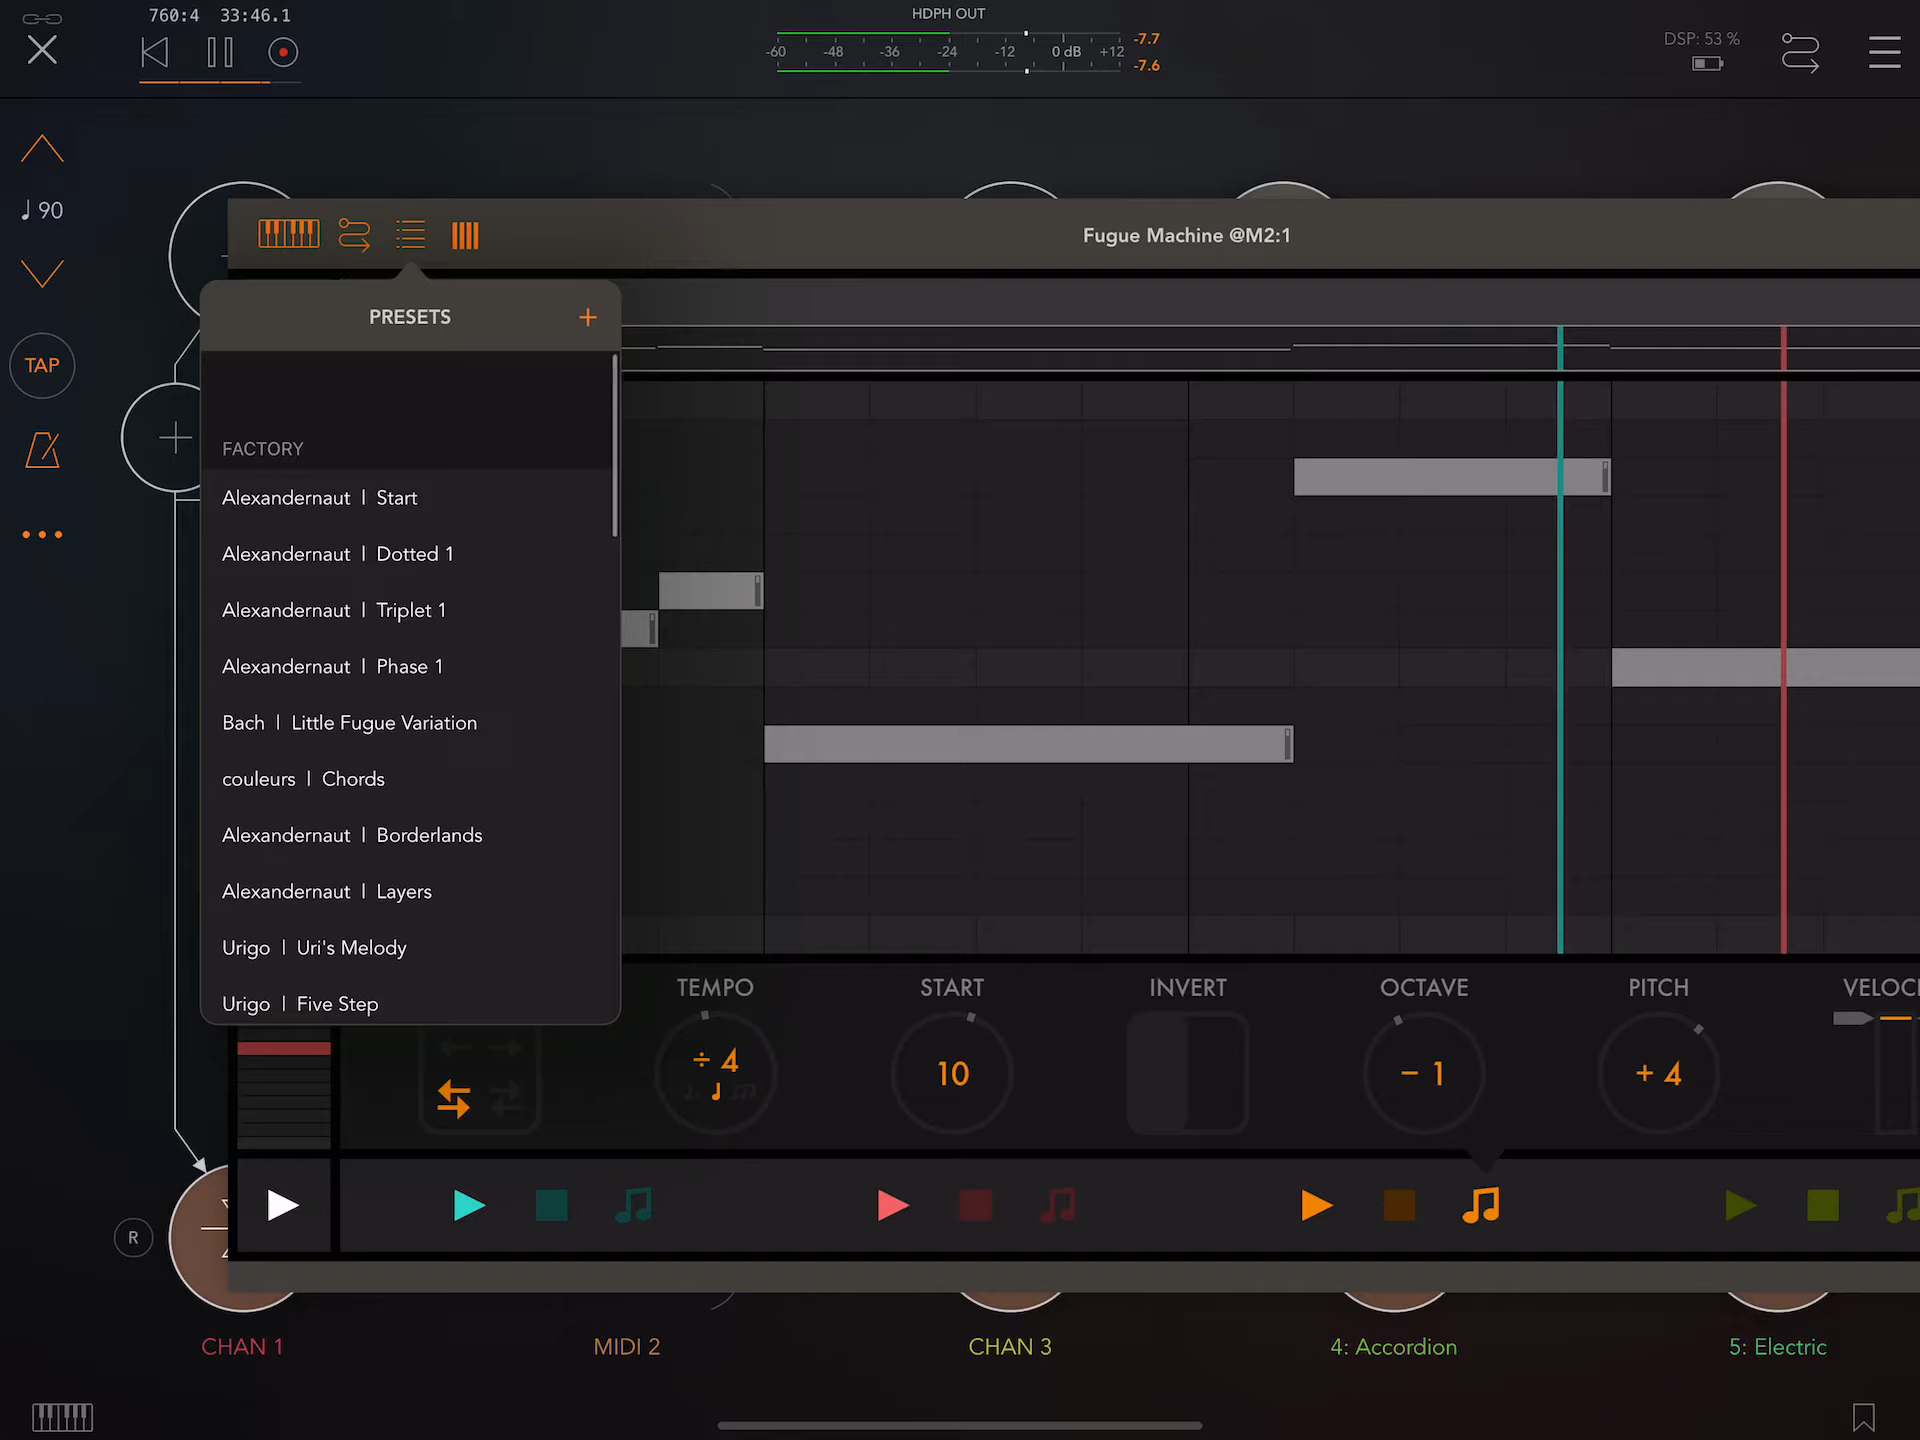 760:4 33:46.1
HDPH OUT
-60 -48 -36 -24 -12 0 dB +12
-7.7
-7.6
DSP: 53 %
♩ 90
TAP
Fugue Machine @M2:1
PRESETS +
FACTORY
Alexandernaut | Start
Alexandernaut | Dotted 1
Alexandernaut | Triplet 1
Alexandernaut | Phase 1
Bach | Little Fugue Variation
couleurs | Chords
Alexandernaut | Borderlands
Alexandernaut | Layers
Urigo | Uri's Melody
Urigo | Five Step
TEMPO START INVERT OCTAVE PITCH VELOC
÷ 4 10 − 1 + 4
R
CHAN 1 MIDI 2 CHAN 3 4: Accordion 5: Electric